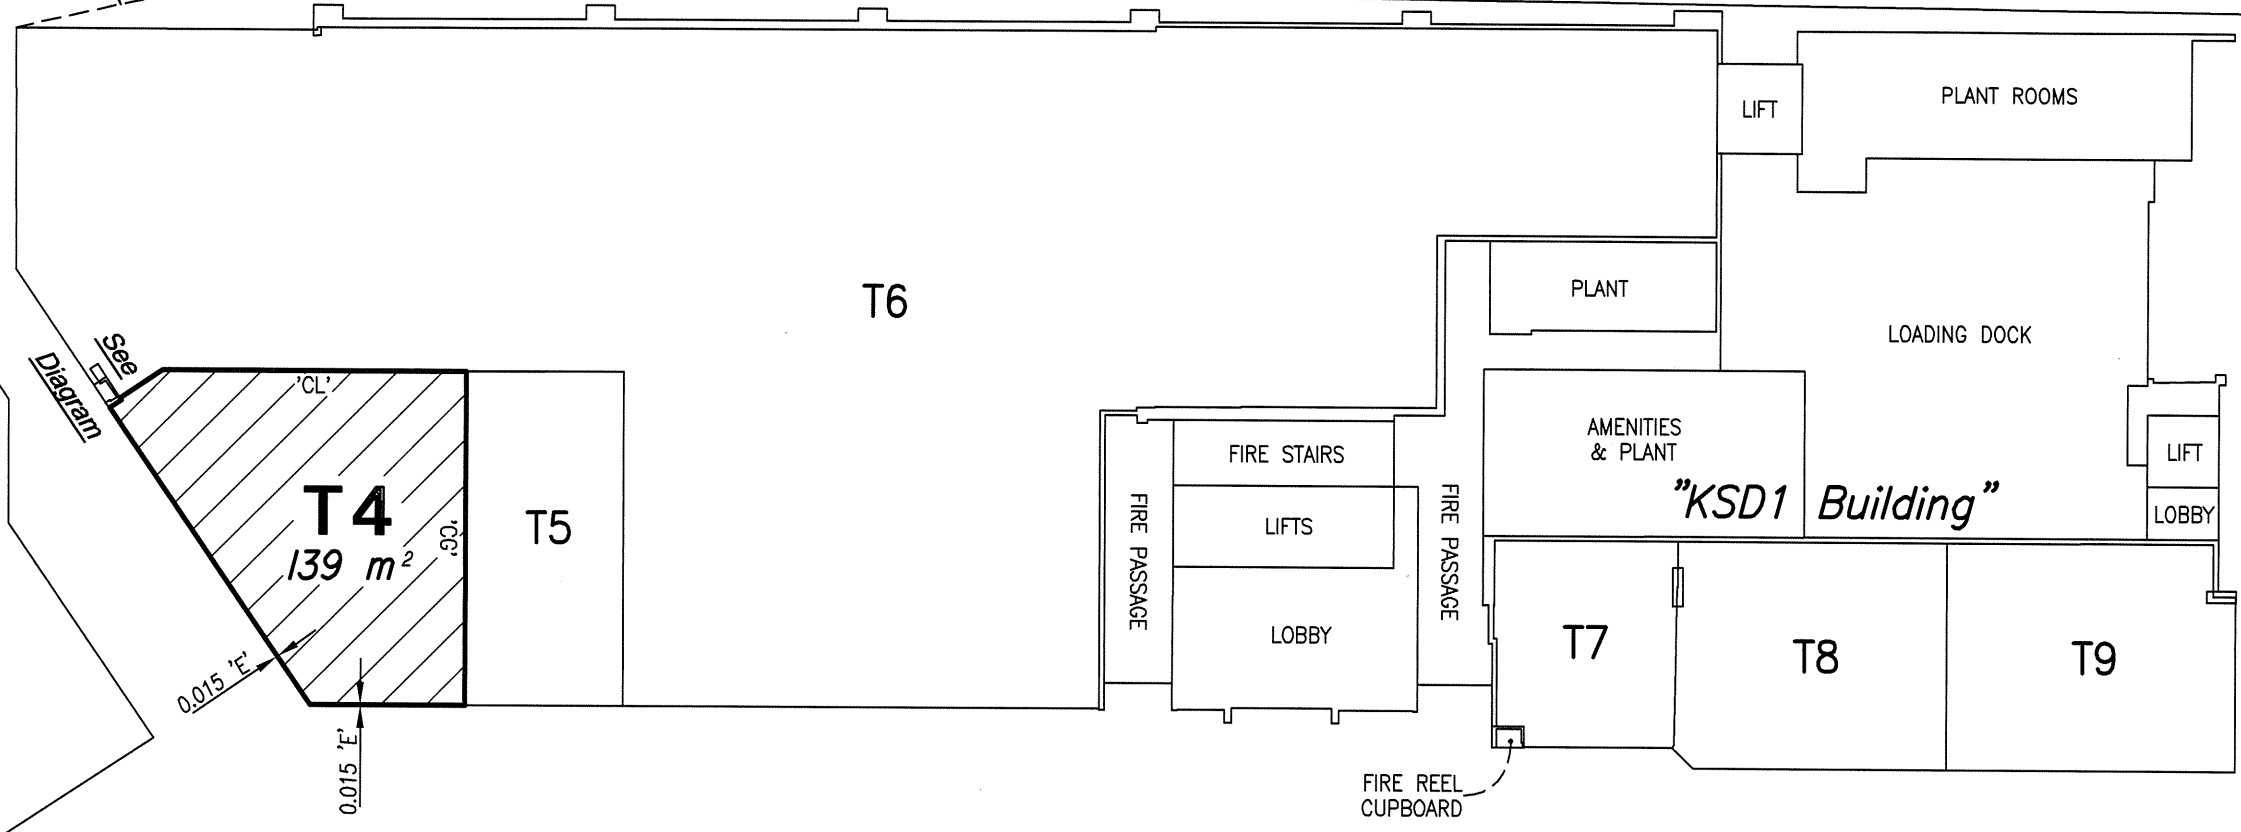 LIFT
PLANT ROOMS
T6
PLANT
LOADING DOCK
See
Diagram
'CL'
T4
139 m²
'CG'
T5
0.015 'E'
0.015 'E'
FIRE PASSAGE
FIRE STAIRS
LIFTS
LOBBY
FIRE PASSAGE
AMENITIES
& PLANT
"KSD1 Building"
LIFT
LOBBY
T7
T8
T9
FIRE REEL
CUPBOARD